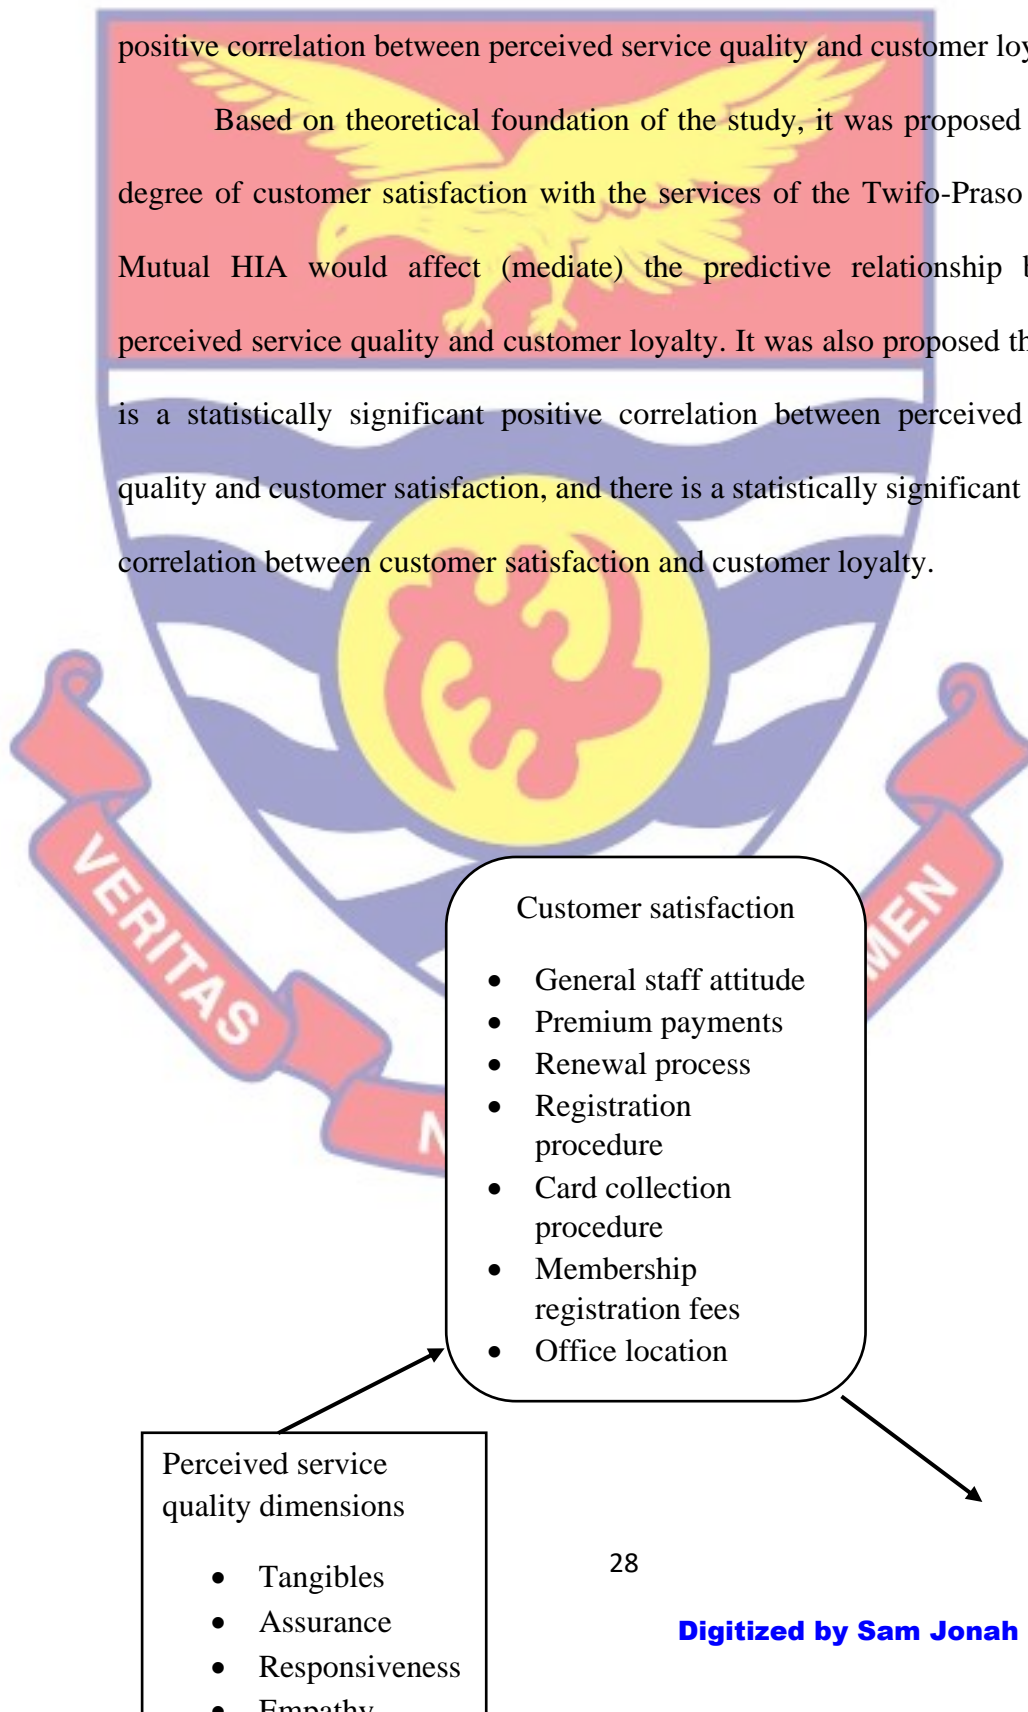 positive correlation between perceived service quality and customer loy
Based on theoretical foundation of the study, it was proposed
degree of customer satisfaction with the services of the Twifo-Praso
Mutual HIA would affect (mediate) the predictive relationship b
perceived service quality and customer loyalty. It was also proposed th
is a statistically significant positive correlation between perceived
quality and customer satisfaction, and there is a statistically significant
correlation between customer satisfaction and customer loyalty.
VERITAS
N
MEN
Customer satisfaction
• General staff attitude
• Premium payments
• Renewal process
• Registration
procedure
• Card collection
procedure
• Membership
registration fees
• Office location
Perceived service
quality dimensions
• Tangibles
• Assurance
• Responsiveness
• Empathy
28
Digitized by Sam Jonah